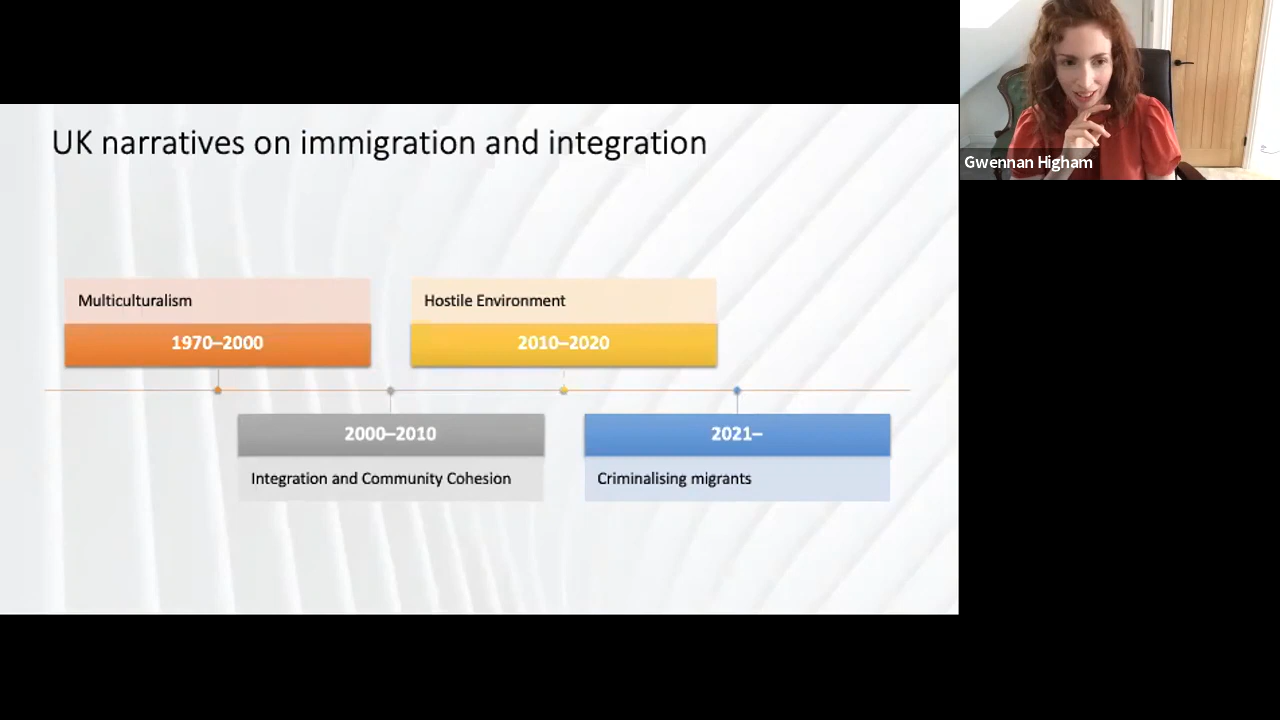 UK narratives on immigration and integration
Gwennan Higham
Multiculturalism
1970–2000
Hostile Environment
2010–2020
2000–2010
Integration and Community Cohesion
2021–
Criminalising migrants